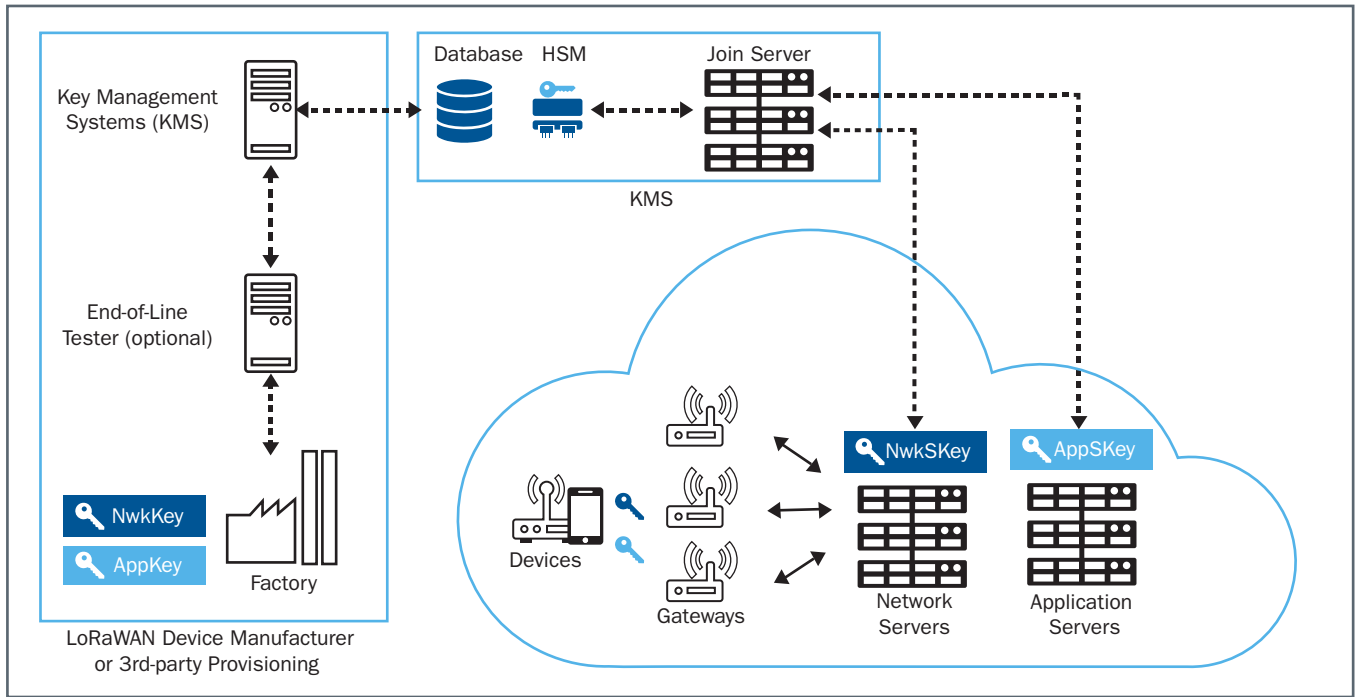 Key Management
Systems (KMS)
End-of-Line
Tester (optional)
NwkKey
AppKey
Factory
LoRaWAN Device Manufacturer
or 3rd-party Provisioning
Database
HSM
Join Server
KMS
NwkSKey
AppSKey
Devices
Gateways
Network
Servers
Application
Servers